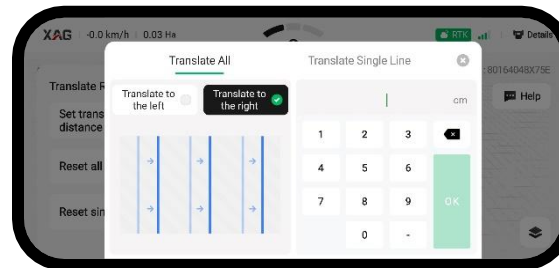 XAG -0.0 km/h 0.03 Ha RTK Details
Translate All Translate Single Line
80164048X75E
Translate R
Translate to
the left
Translate to
the right
cm
Help
Set trans
distance
1 2 3
Reset all
4 5 6
7 8 9 OK
Reset sin
0 -